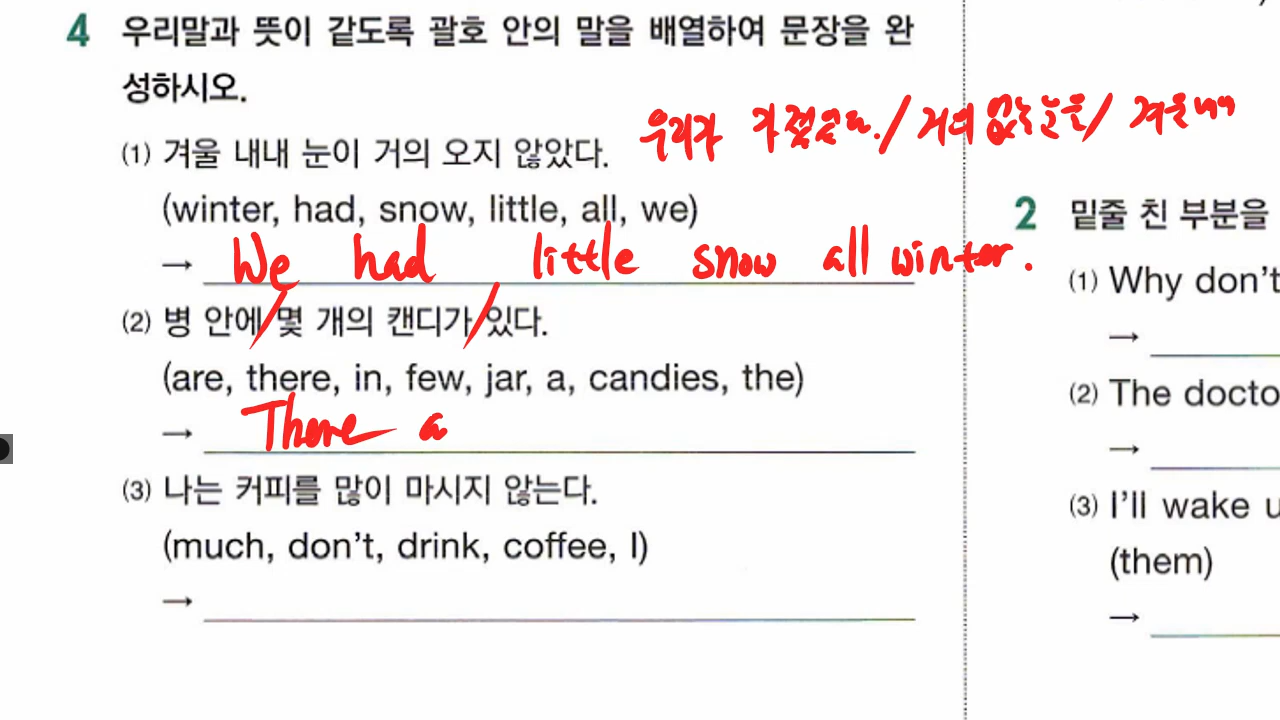 4 우리말과 뜻이 같도록 괄호 안의 말을 배열하여 문장을 완
성하시오.
우리가 가졌었다. / 거의 없는 눈을 / 겨울 내내
(1) 겨울 내내 눈이 거의 오지 않았다.
(winter, had, snow, little, all, we)
→ We had little snow all winter.
(2) 병 안에 / 몇 개의 캔디가 / 있다.
(are, there, in, few, jar, a, candies, the)
→ There a
(3) 나는 커피를 많이 마시지 않는다.
(much, don't, drink, coffee, I)
→
2 밑줄 친 부분을
(1) Why don't
→
(2) The docto
→
(3) I'll wake u
(them)
→